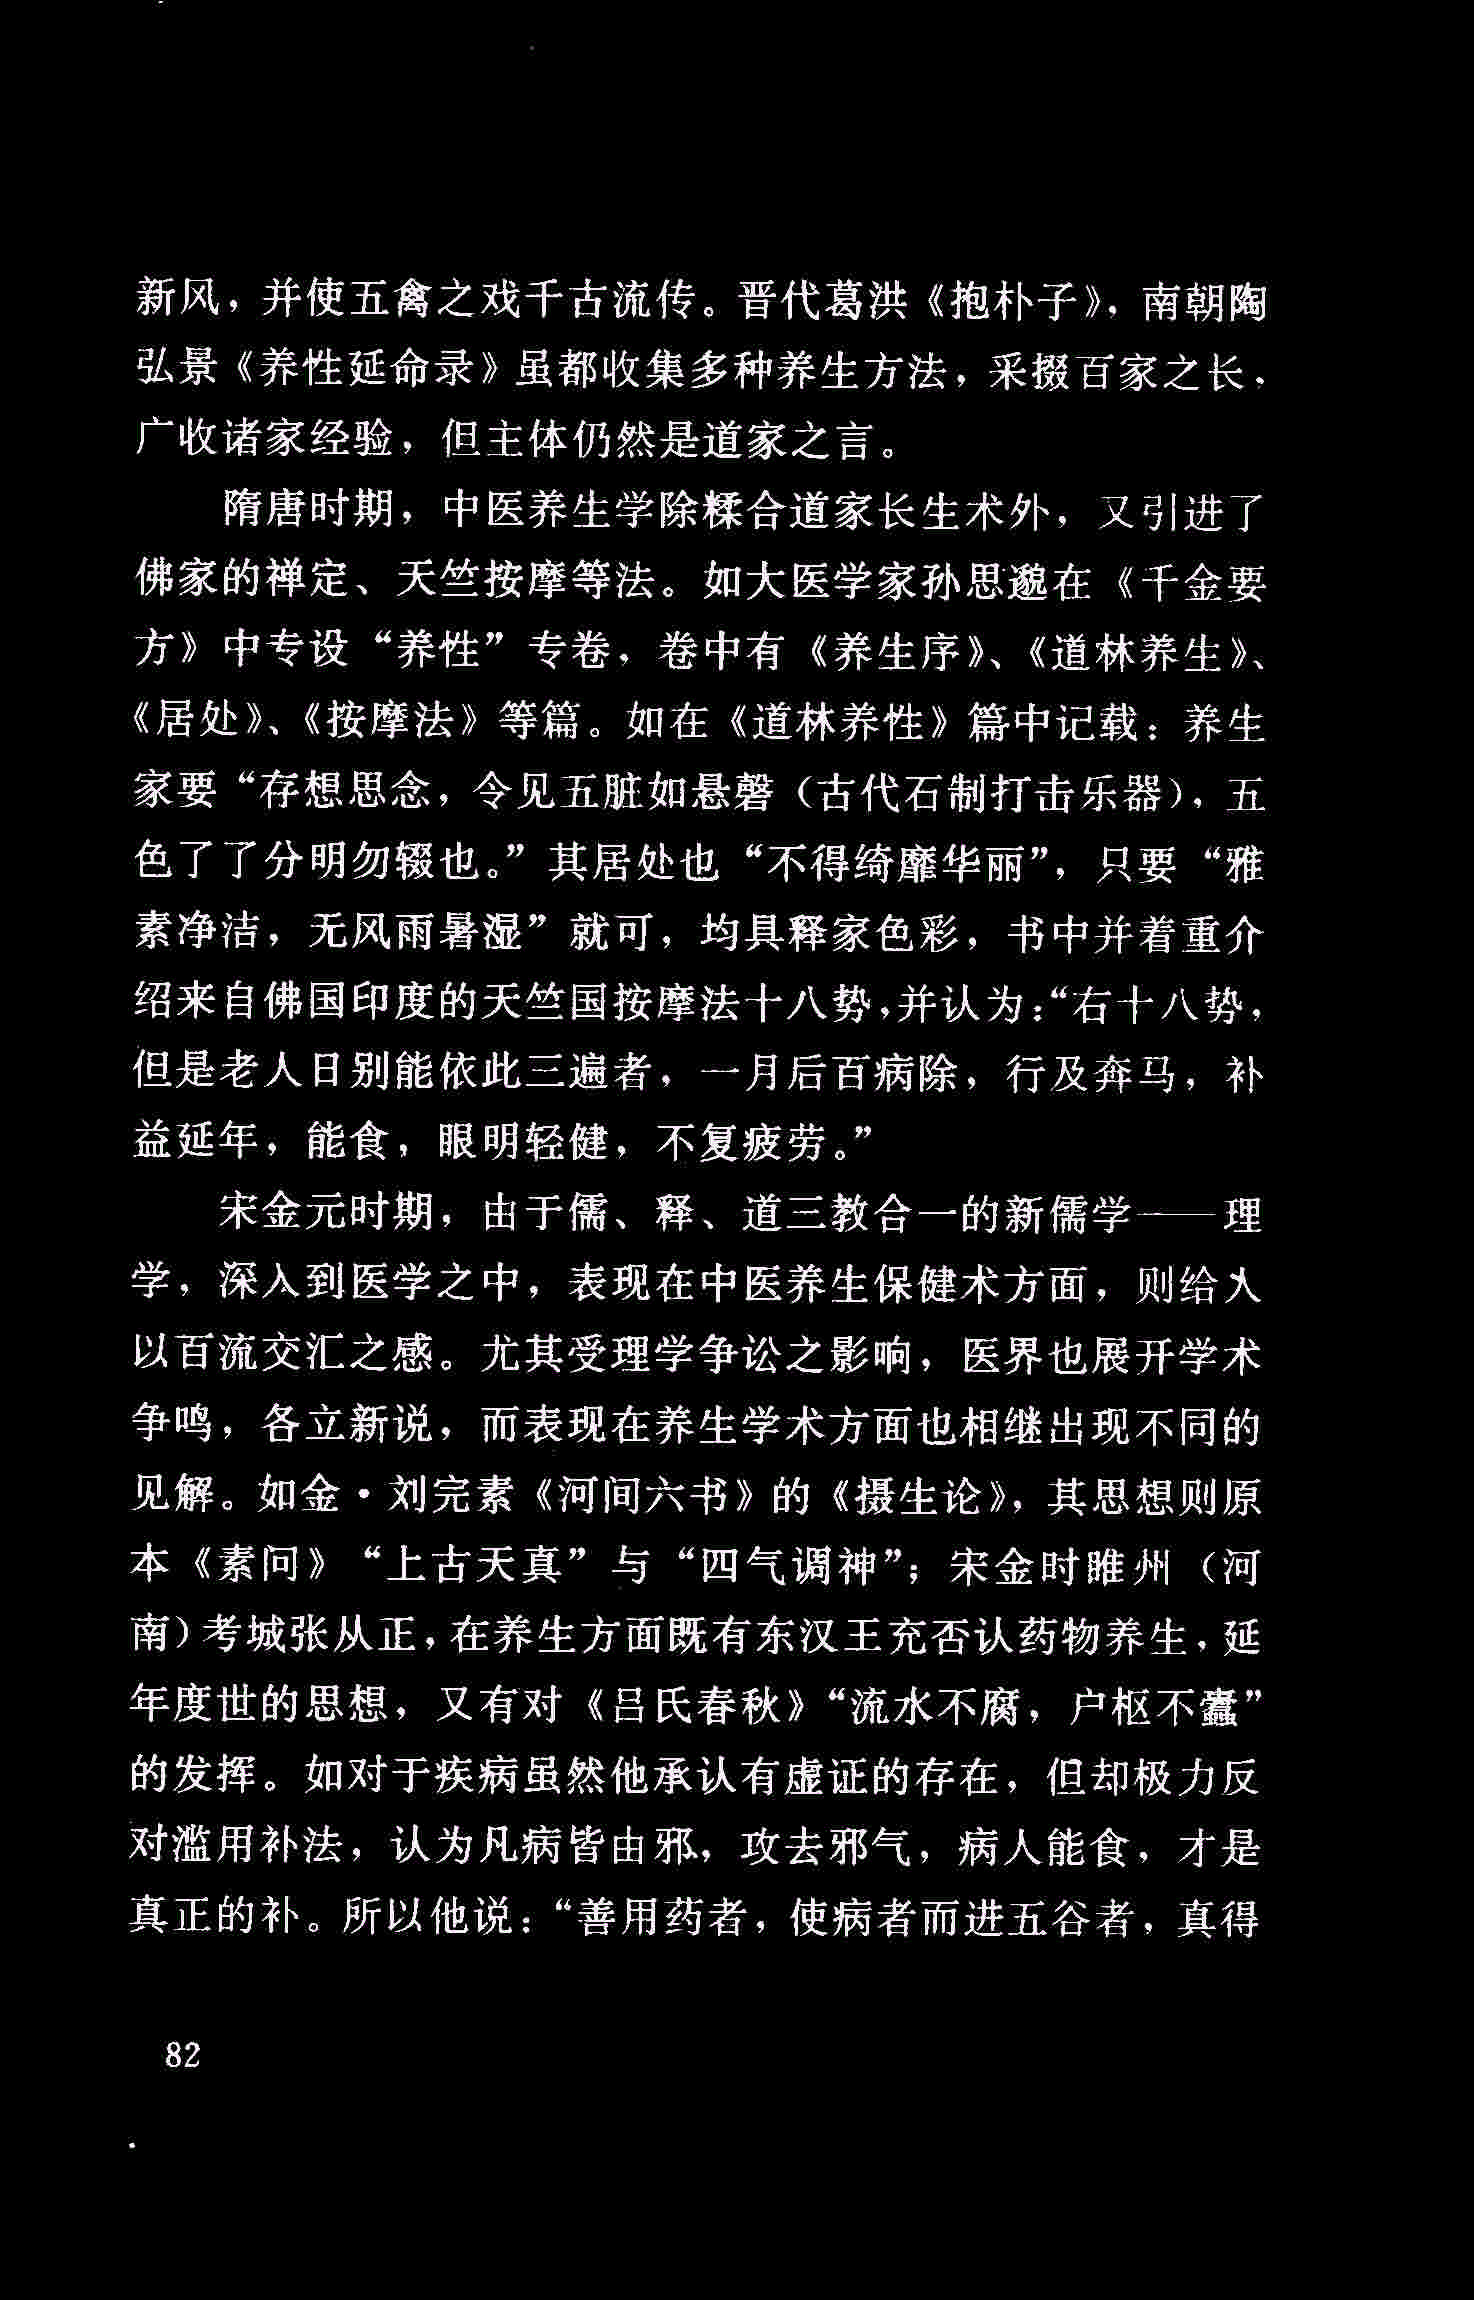 新风，并使五禽之戏千古流传。晋代葛洪《抱朴子》，南朝陶
弘景《养性延命录》虽都收集多种养生方法，采掇百家之长，
广收诸家经验，但主体仍然是道家之言。
隋唐时期，中医养生学除糅合道家长生术外，又引进了
佛家的禅定、天竺按摩等法。如大医学家孙思邈在《千金要
方》中专设“养性”专卷，卷中有《养生序》、《道林养生》、
《居处》、《按摩法》等篇。如在《道林养性》篇中记载：养生
家要“存想思念，令见五脏如悬磬（古代石制打击乐器），五
色了了分明勿辍也。”其居处也“不得绮靡华丽”，只要“雅
素净洁，无风雨暑湿”就可，均具释家色彩，书中并着重介
绍来自佛国印度的天竺国按摩法十八势，并认为：“右十八势，
但是老人日别能依此三遍者，一月后百病除，行及奔马，补
益延年，能食，眼明轻健，不复疲劳。”
宋金元时期，由于儒、释、道三教合一的新儒学——理
学，深入到医学之中，表现在中医养生保健术方面，则给人
以百流交汇之感。尤其受理学争讼之影响，医界也展开学术
争鸣，各立新说，而表现在养生学术方面也相继出现不同的
见解。如金·刘完素《河间六书》的《摄生论》，其思想则原
本《素问》“上古天真”与“四气调神”；宋金时睢州（河
南）考城张从正，在养生方面既有东汉王充否认药物养生，延
年度世的思想，又有对《吕氏春秋》“流水不腐，户枢不蠹”
的发挥。如对于疾病虽然他承认有虚证的存在，但却极力反
对滥用补法，认为凡病皆由邪，攻去邪气，病人能食，才是
真正的补。所以他说：“善用药者，使病者而进五谷者，真得
82